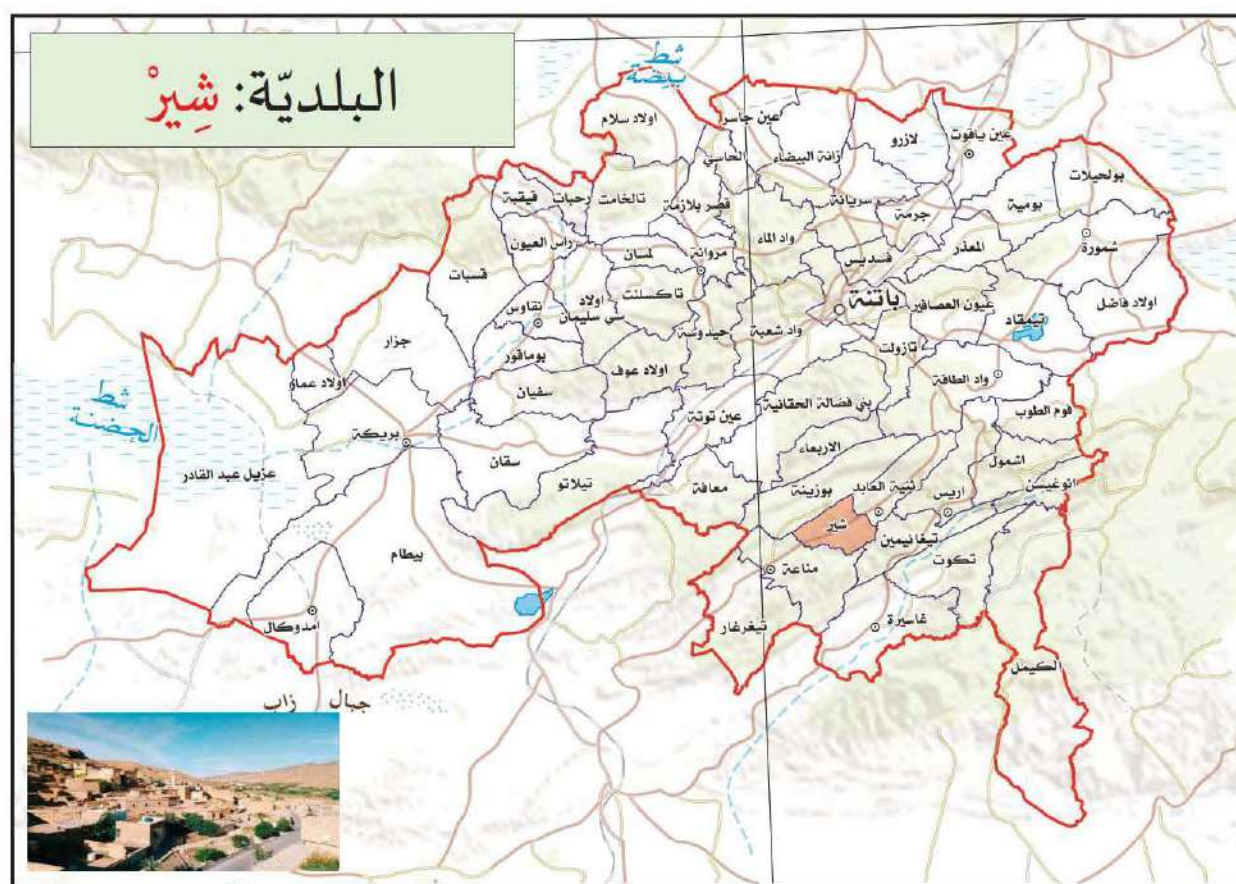 البلديّة: شِيرْ
شط
بيضة
اولاد سلام
عين جاسر
الحاسي
زانة البيضاء
لازرو
عين ياقوت
بولحيلات
بومية
شمورة
فيقبة
رحبات
تالخامت
قصر بلازمة
سريانة
جرمة
المعذر
راس العيون
لمسان
مروانة
واد الماء
فسديس
قسبات
نقاوس
اولاد
سي سليمان
تاكسلنت
حيدوسة
واد شعبة
باتنة
عيون العصافير
تيمقاد
اولاد فاضل
جزار
بوماقور
تازولت
اولاد عمار
سفيان
اولاد عوف
واد الطاقة
شط
الحضنة
بني فضالة الحقانية
فوم الطوب
بريكة
عين توتة
الاربعاء
اشمول
عزيل عبد القادر
سقان
تيلاتو
معافة
بوزينة
ثنية العابد
اريس
انوغيسن
شير
تيغانيمين
بيطام
تكوت
مناعة
امدوكال
تيغرغار
غاسيرة
الكيمل
جبال زاب